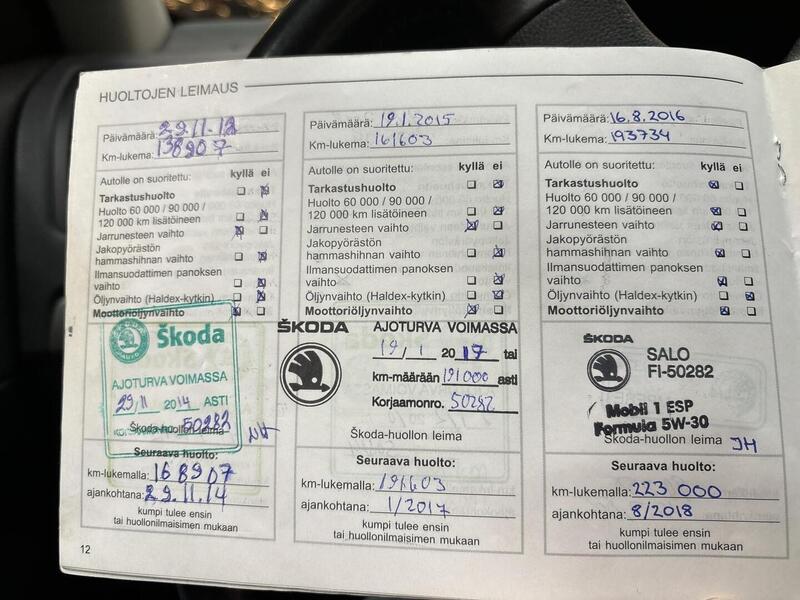 HUOLTOJEN LEIMAUS
Päivämäärä: 29.11.12
Km-lukema: 138907
Autolle on suoritettu: kyllä ei
Tarkastushuolto
Huolto 60 000 / 90 000 /
120 000 km lisätöineen
Jarrunesteen vaihto
Jakopyörästön
hammashihnan vaihto
Ilmansuodattimen panoksen
vaihto
Öljynvaihto (Haldex-kytkin)
Moottoriöljynvaihto
Škoda
AJOTURVA VOIMASSA
29,11 2014 ASTI
50282
Škoda-huollon leima
Seuraava huolto:
km-lukemalla: 168907
ajankohtana: 29.11.14
kumpi tulee ensin
tai huollonilmaisimen mukaan
12
Päivämäärä: 19.1.2015
Km-lukema: 161603
Autolle on suoritettu: kyllä ei
Tarkastushuolto
Huolto 60 000 / 90 000 /
120 000 km lisätöineen
Jarrunesteen vaihto
Jakopyörästön
hammashihnan vaihto
Ilmansuodattimen panoksen
vaihto
Öljynvaihto (Haldex-kytkin)
Moottoriöljynvaihto
ŠKODA AJOTURVA VOIMASSA
19 / 1 2017 tai
km-määrään 191000 asti
Korjaamonro. 50282
Škoda-huollon leima
Seuraava huolto:
km-lukemalla: 191603
ajankohtana: 1/2017
kumpi tulee ensin
tai huollonilmaisimen mukaan
Päivämäärä: 16.8.2016
Km-lukema: 193734
Autolle on suoritettu: kyllä ei
Tarkastushuolto
Huolto 60 000 / 90 000 /
120 000 km lisätöineen
Jarrunesteen vaihto
Jakopyörästön
hammashihnan vaihto
Ilmansuodattimen panoksen
vaihto
Öljynvaihto (Haldex-kytkin)
Moottoriöljynvaihto
ŠKODA
SALO
FI-50282
Mobil 1 ESP
Formula 5W-30
Škoda-huollon leima JH
Seuraava huolto:
km-lukemalla: 223 000
ajankohtana: 8/2018
kumpi tulee ensin
tai huollonilmaisimen mukaan